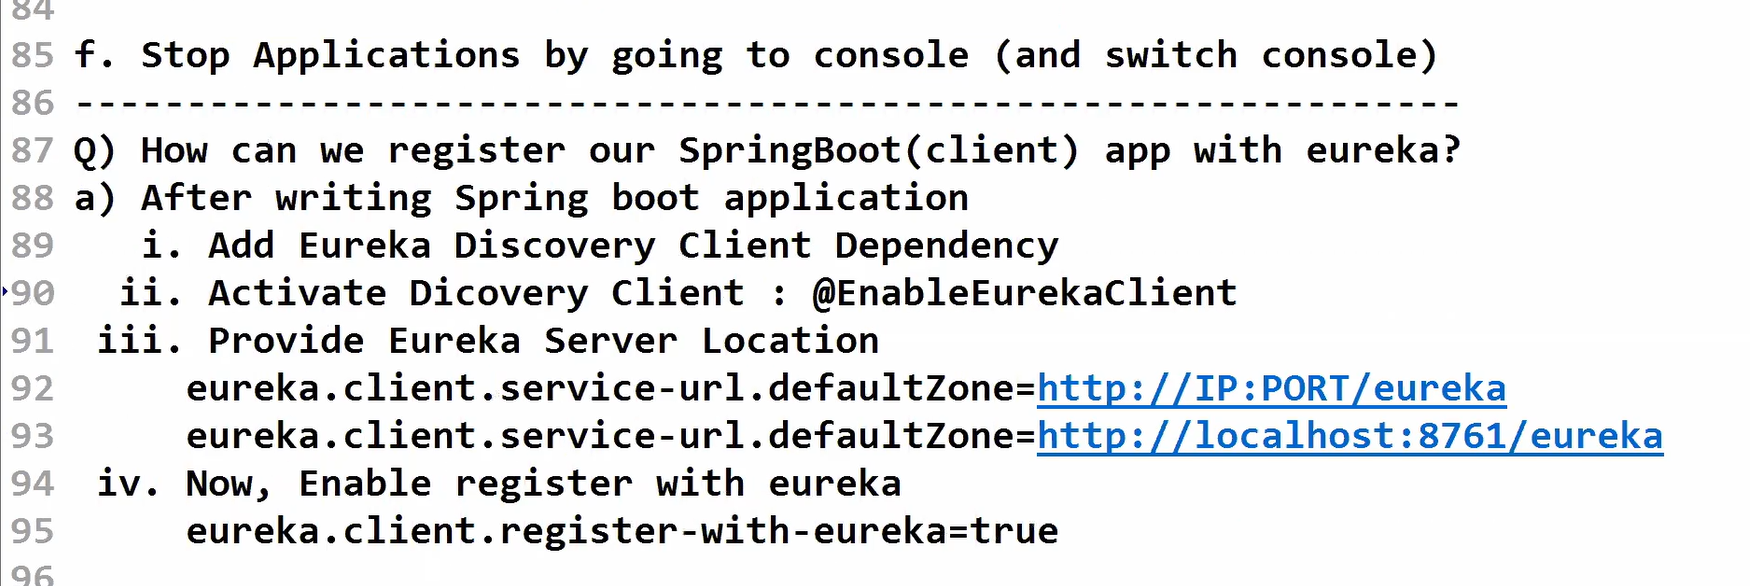 84
85 f. Stop Applications by going to console (and switch console)
86 --------------------------------------------------------------
87 Q) How can we register our SpringBoot(client) app with eureka?
88 a) After writing Spring boot application
89 i. Add Eureka Discovery Client Dependency
90 ii. Activate Dicovery Client : @EnableEurekaClient
91 iii. Provide Eureka Server Location
92 eureka.client.service-url.defaultZone=http://IP:PORT/eureka
93 eureka.client.service-url.defaultZone=http://localhost:8761/eureka
94 iv. Now, Enable register with eureka
95 eureka.client.register-with-eureka=true
96